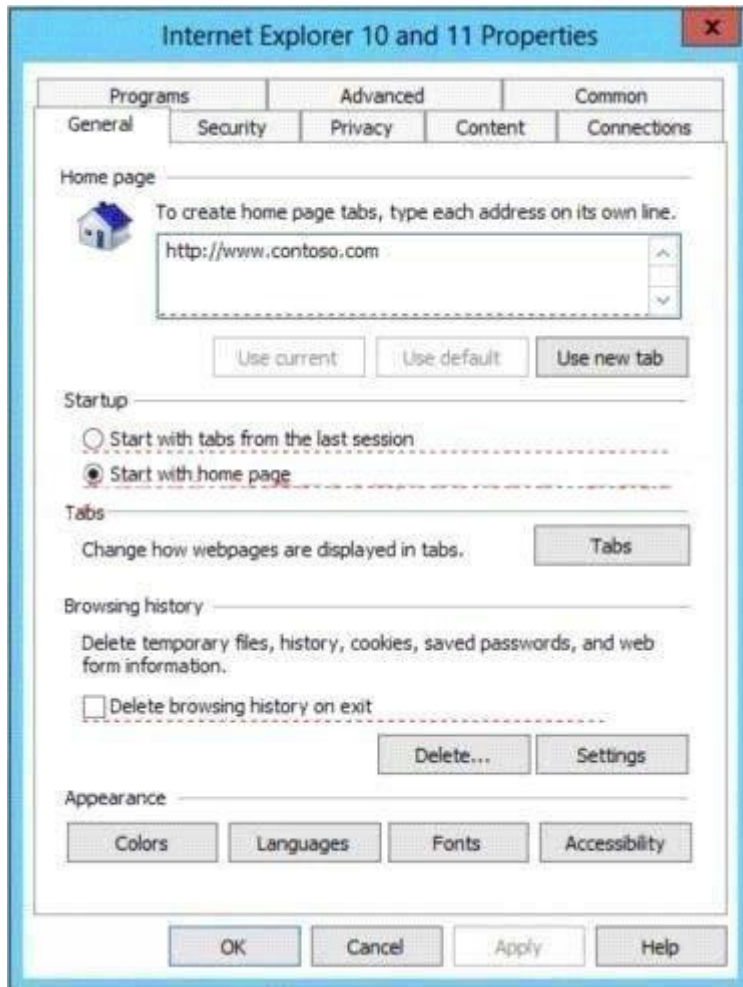 Internet Explorer 10 and 11 Properties
x
Programs Advanced Common
General Security Privacy Content Connections
Home page
To create home page tabs, type each address on its own line.
http://www.contoso.com
Use current Use default Use new tab
Startup
Start with tabs from the last session
Start with home page
Tabs
Change how webpages are displayed in tabs. Tabs
Browsing history
Delete temporary files, history, cookies, saved passwords, and web
form information.
Delete browsing history on exit
Delete... Settings
Appearance
Colors Languages Fonts Accessibility
OK Cancel Apply Help